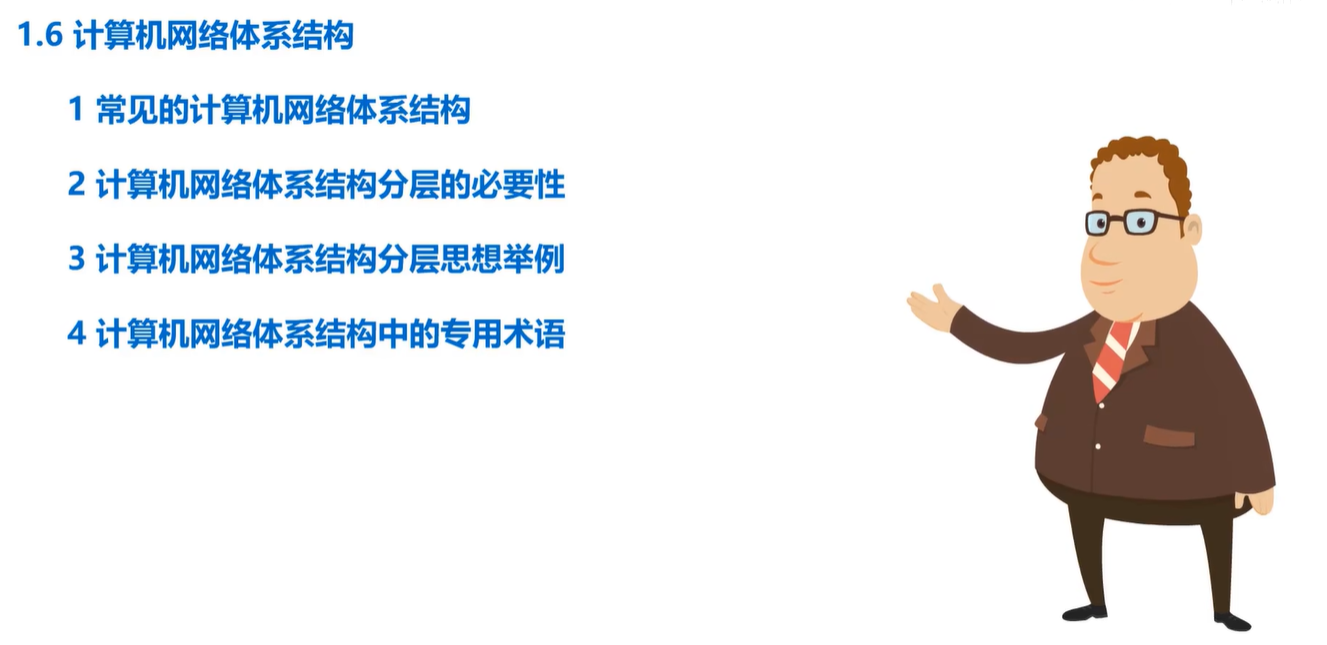 1.6 计算机网络体系结构
1 常见的计算机网络体系结构
2 计算机网络体系结构分层的必要性
3 计算机网络体系结构分层思想举例
4 计算机网络体系结构中的专用术语